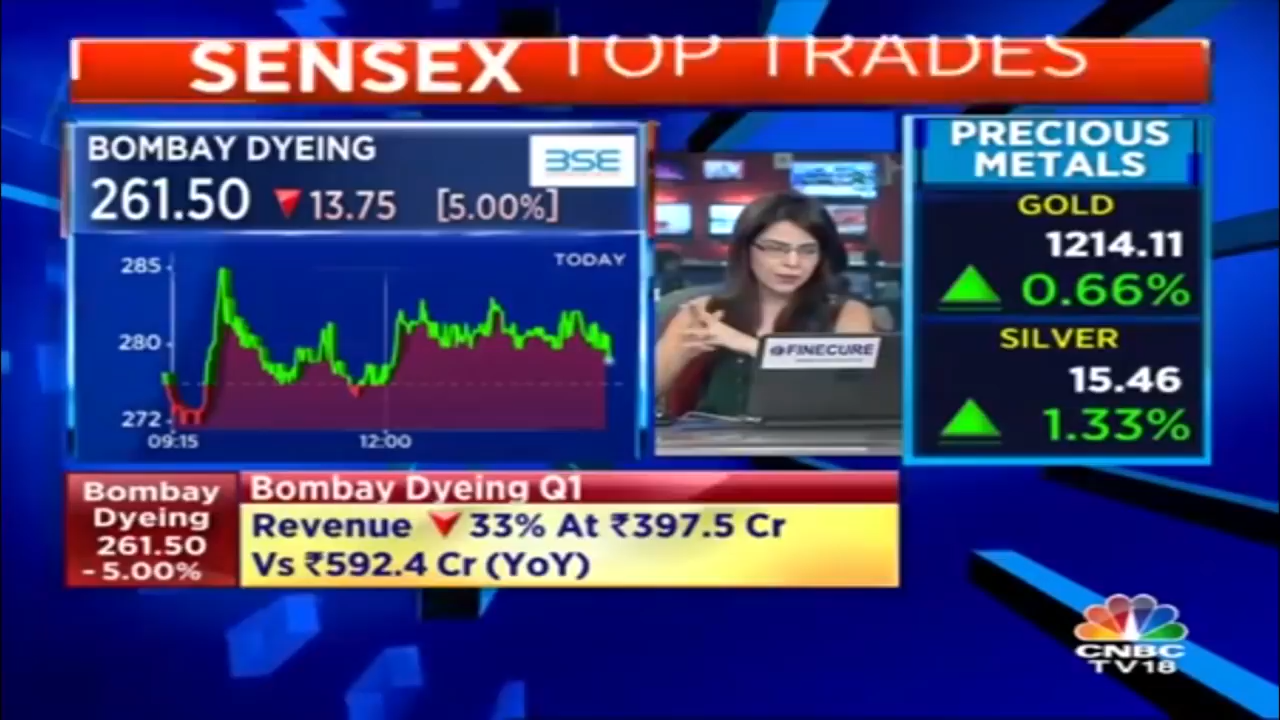 SENSEX TOP TRADES
BOMBAY DYEING
BSE
261.50 ▼ 13.75 [5.00%]
TODAY
285
280
272
09:15 12:00
@FINECURE
PRECIOUS
METALS
GOLD
1214.11
▲ 0.66%
SILVER
15.46
▲ 1.33%
Bombay
Dyeing
261.50
-5.00%
Bombay Dyeing Q1
Revenue ▼ 33% At ₹397.5 Cr
Vs ₹592.4 Cr (YoY)
CNBC
TV18